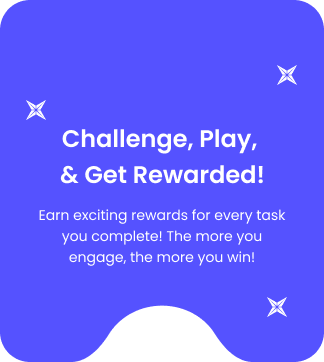 Challenge, Play,
& Get Rewarded!
Earn exciting rewards for every task
you complete! The more you
engage, the more you win!